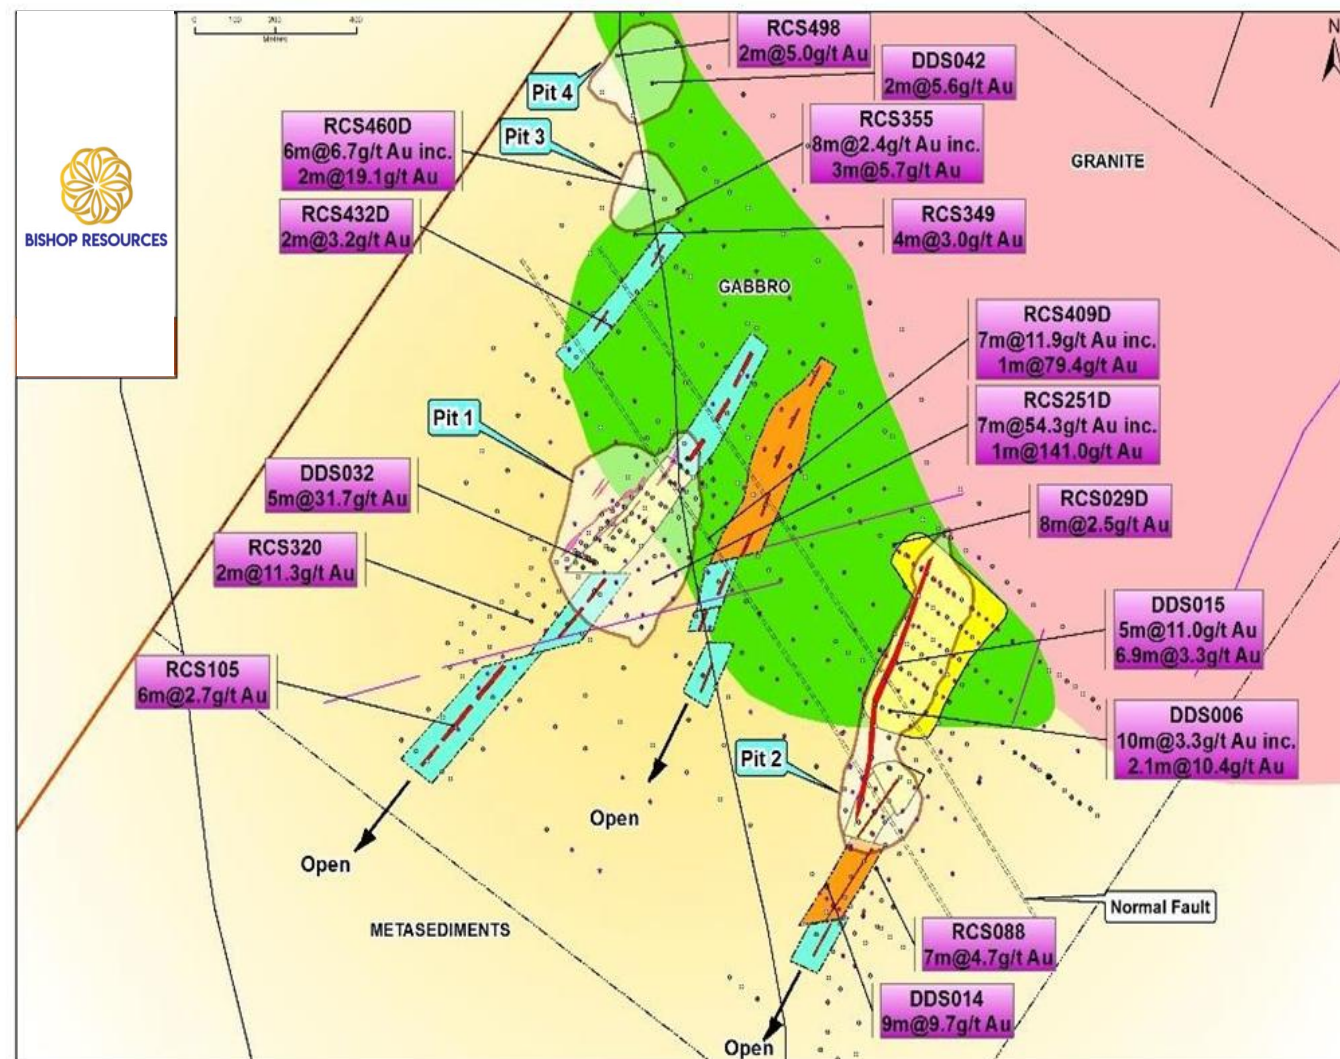 0 100 200 400
Metres
N
BISHOP RESOURCES
RCS498
2m@5.0g/t Au
DDS042
2m@5.6g/t Au
Pit 4
RCS460D
6m@6.7g/t Au inc.
2m@19.1g/t Au
Pit 3
RCS355
8m@2.4g/t Au inc.
3m@5.7g/t Au
GRANITE
RCS432D
2m@3.2g/t Au
RCS349
4m@3.0g/t Au
GABBRO
RCS409D
7m@11.9g/t Au inc.
1m@79.4g/t Au
Pit 1
RCS251D
7m@54.3g/t Au inc.
1m@141.0g/t Au
DDS032
5m@31.7g/t Au
RCS029D
8m@2.5g/t Au
RCS320
2m@11.3g/t Au
DDS015
5m@11.0g/t Au
6.9m@3.3g/t Au
RCS105
6m@2.7g/t Au
DDS006
10m@3.3g/t Au inc.
2.1m@10.4g/t Au
Pit 2
Open
Open
Normal Fault
METASEDIMENTS
RCS088
7m@4.7g/t Au
DDS014
9m@9.7g/t Au
Open